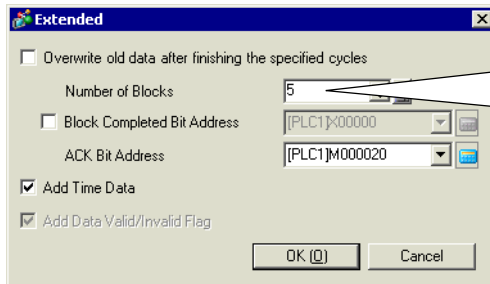 Extended
Overwrite old data after finishing the specified cycles
Number of Blocks 5
Block Completed Bit Address [PLC1]X00000
ACK Bit Address [PLC1]M000020
Add Time Data
Add Data Valid/Invalid Flag
OK (O) Cancel